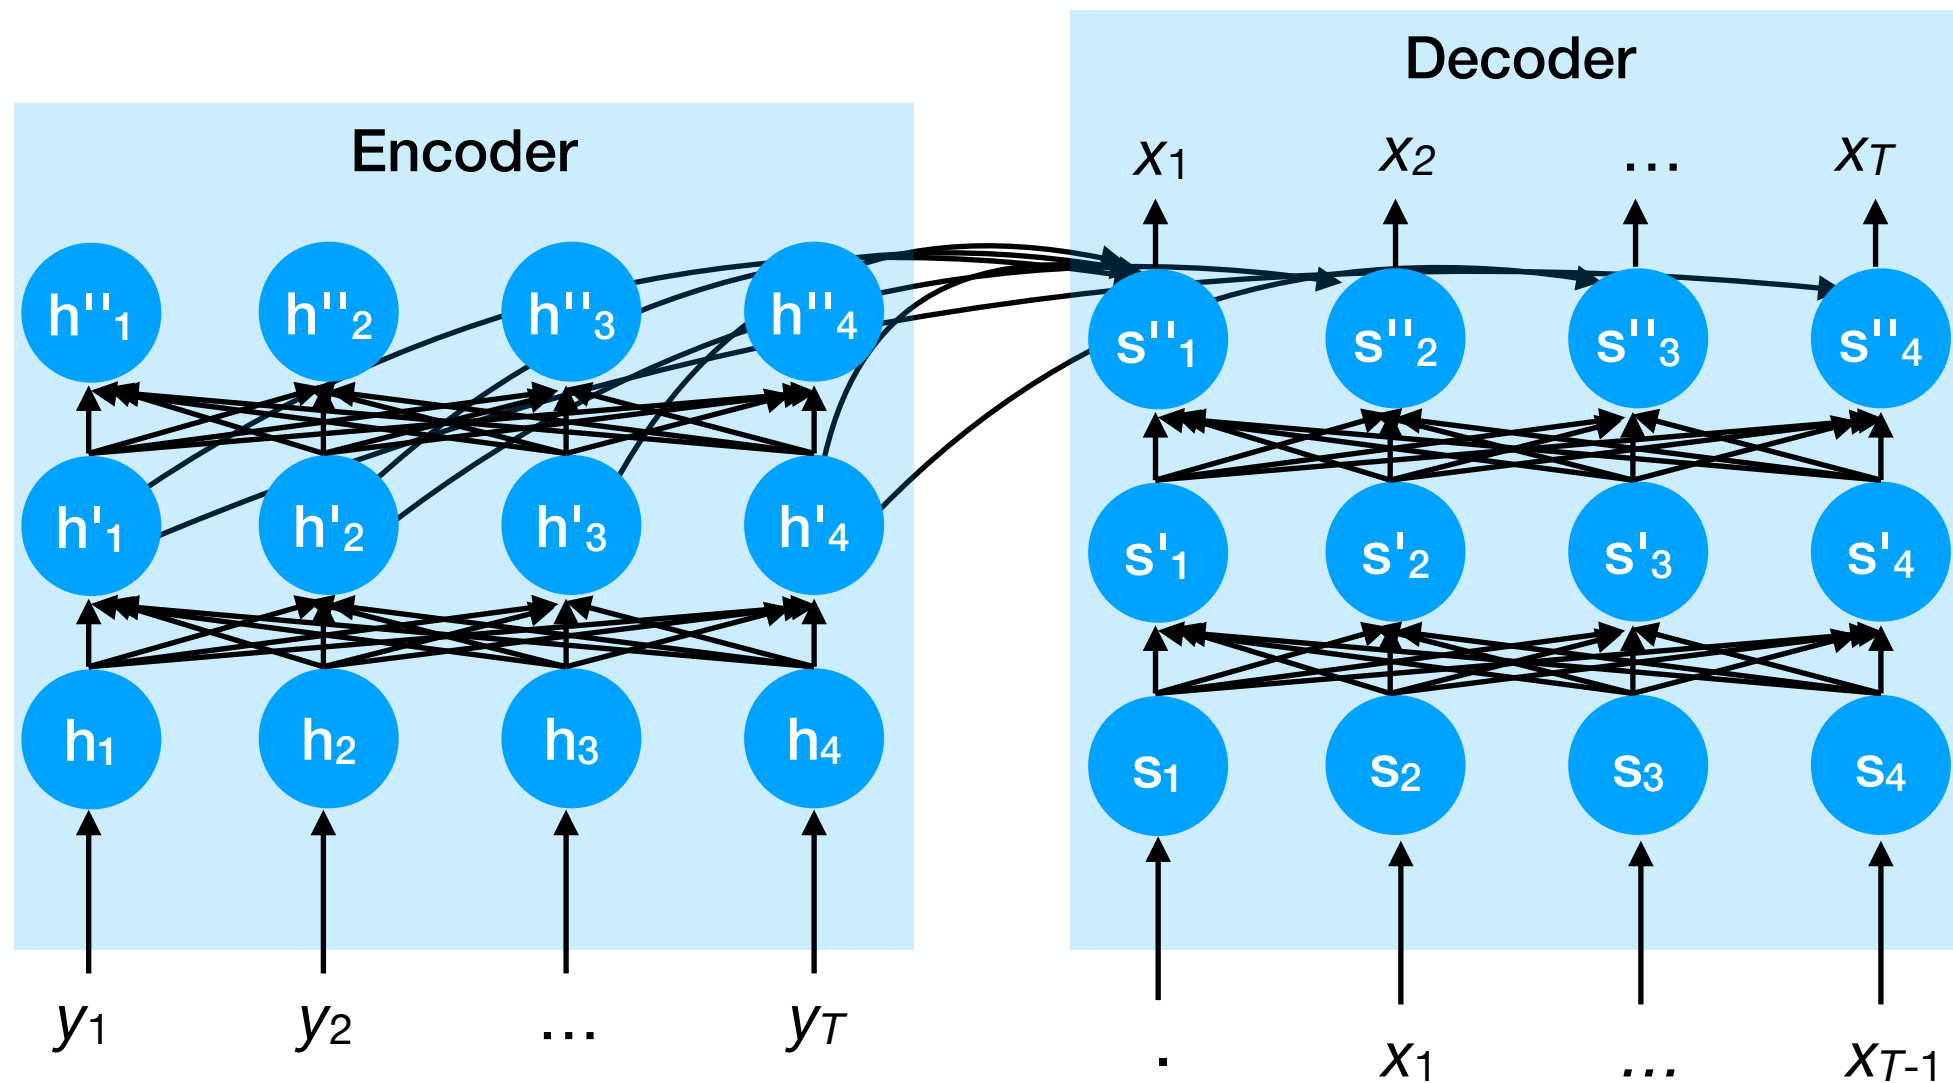 Decoder
Encoder
x1 x2 … xT
h''1 h''2 h''3 h''4
s''1 s''2 s''3 s''4
h'1 h'2 h'3 h'4
s'1 s'2 s'3 s'4
h1 h2 h3 h4
s1 s2 s3 s4
y1 y2 … yT
. x1 … xT-1